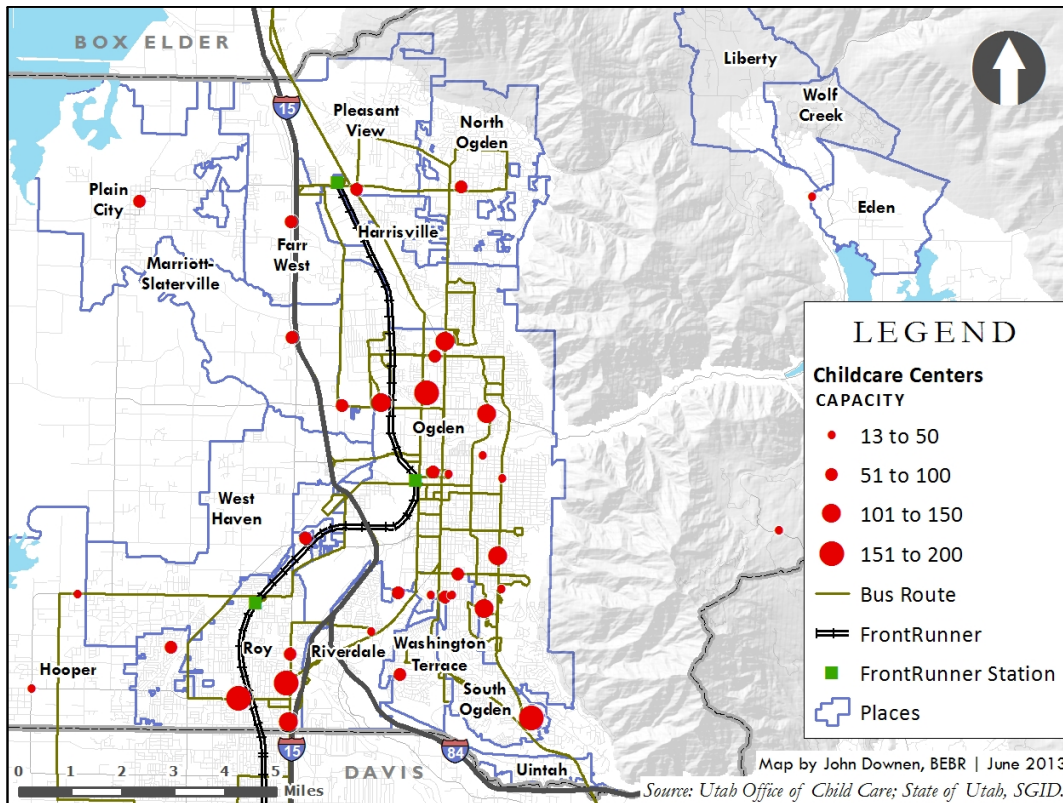 BOX ELDER
Liberty
Wolf
Creek
15
Pleasant
View
North
Ogden
Plain
City
Eden
Harrisville
Farr
West
Marriott-
Slaterville
LEGEND
Childcare Centers
CAPACITY
13 to 50
51 to 100
101 to 150
151 to 200
Bus Route
FrontRunner
FrontRunner Station
Places
Ogden
West
Haven
Roy
Riverdale
Washington
Terrace
Hooper
South
Ogden
15
84
Uintah
DAVIS
0 1 2 3 4 5
Miles
Map by John Downen, BEBR | June 2013
Source: Utah Office of Child Care; State of Utah, SGID